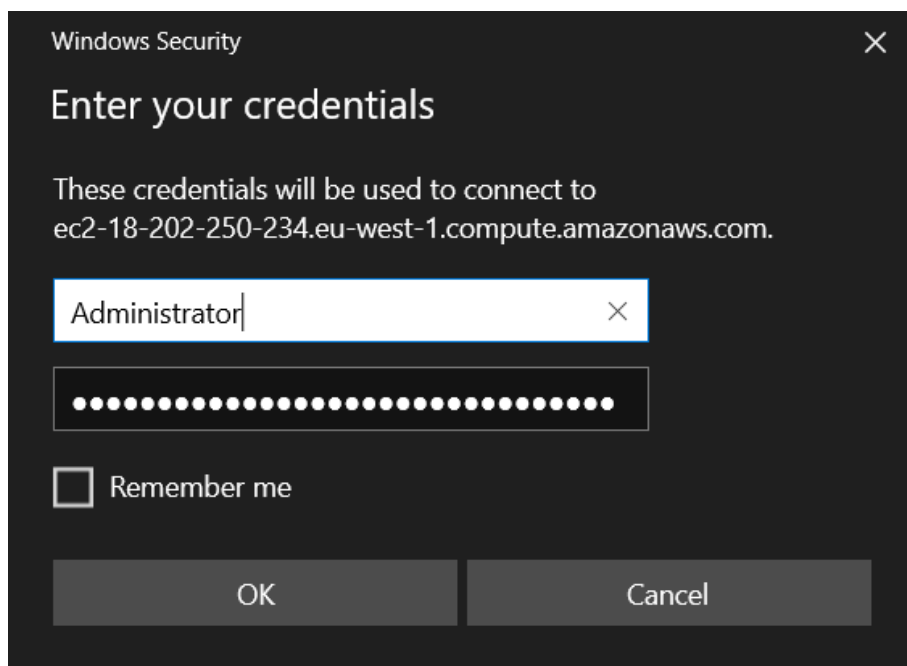 Windows Security
Enter your credentials
These credentials will be used to connect to
ec2-18-202-250-234.eu-west-1.compute.amazonaws.com.
Administrator
●●●●●●●●●●●●●●●●●●●●●●●●●●●●●●●●
Remember me
OK
Cancel